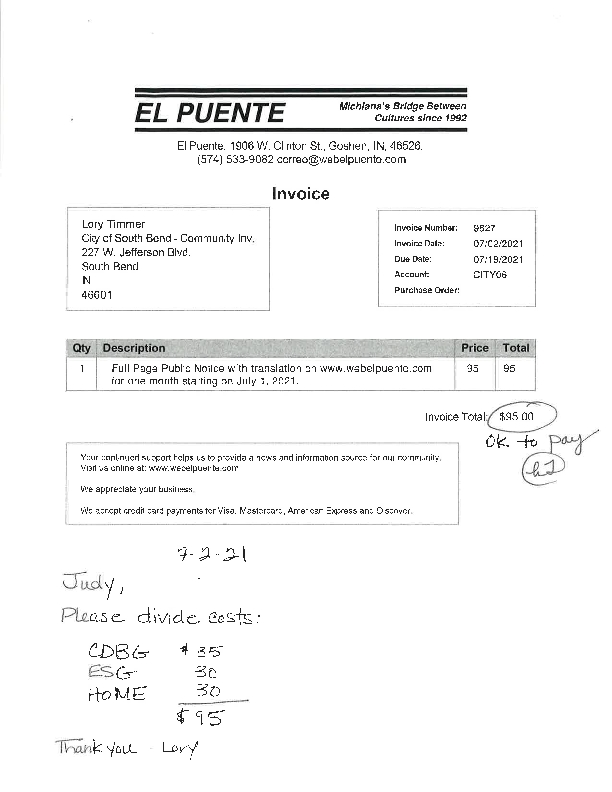 EL PUENTE
Michiana's Bridge Between
Cultures since 1992
El Puente. 1906 W. Clinton St., Goshen, IN, 46526.
(574) 533-9082 correo@webelpuente.com
Invoice
Lory Timmer
City of South Bend - Community Inv.
227 W. Jefferson Blvd.
South Bend
IN
46601
Invoice Number: 9827
Invoice Date: 07/02/2021
Due Date: 07/19/2021
Account: CITY06
Purchase Order:
Qty Description Price Total
1 Full Page Public Notice with translation on www.webelpuente.com 95 95
for one month starting on July 1, 2021.
Invoice Total: $95.00
OK to pay
Your continued support helps us to provide a news and information source for our community.
Visit us online at: www.webelpuente.com
We appreciate your business.
We accept credit card payments for Visa, Mastercard, American Express and Discover.
7-2-21
Judy,
Please divide costs:
CDBG $35
ESG 30
HOME 30
$95
Thank you - Lory